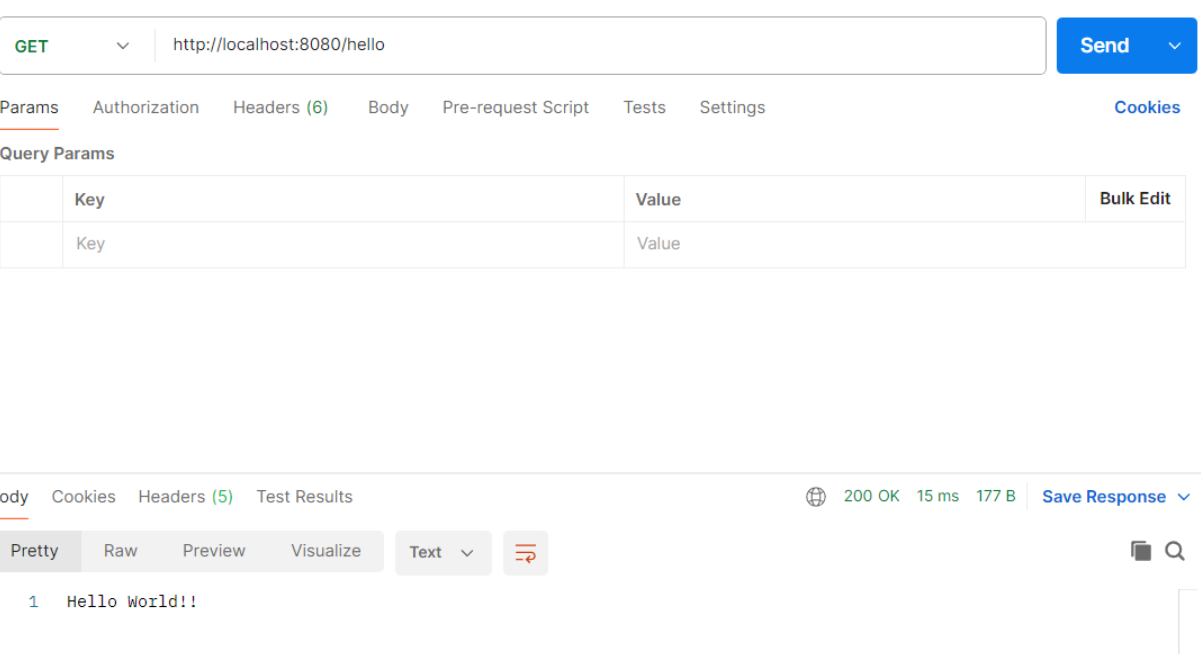 GET http://localhost:8080/hello Send
Params Authorization Headers (6) Body Pre-request Script Tests Settings Cookies
Query Params
Key Value Bulk Edit
Key Value
ody Cookies Headers (5) Test Results 200 OK 15 ms 177 B Save Response
Pretty Raw Preview Visualize Text
1 Hello World!!